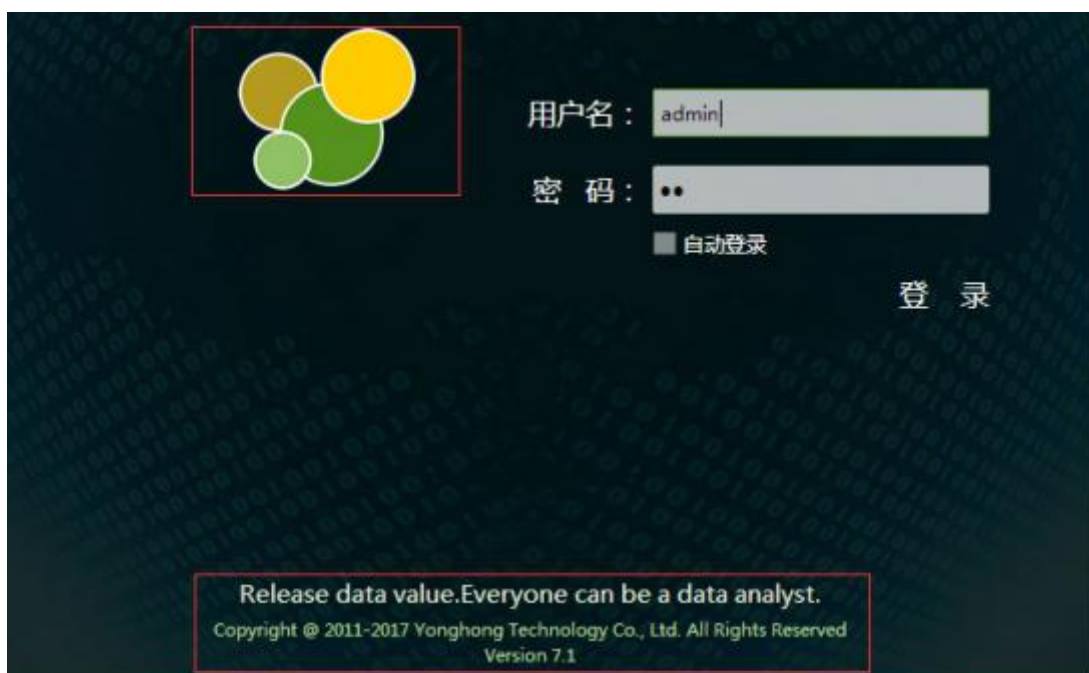 用户名：
admin
密 码：
自动登录
登 录
Release data value.Everyone can be a data analyst.
Copyright @ 2011-2017 Yonghong Technology Co., Ltd. All Rights Reserved
Version 7.1